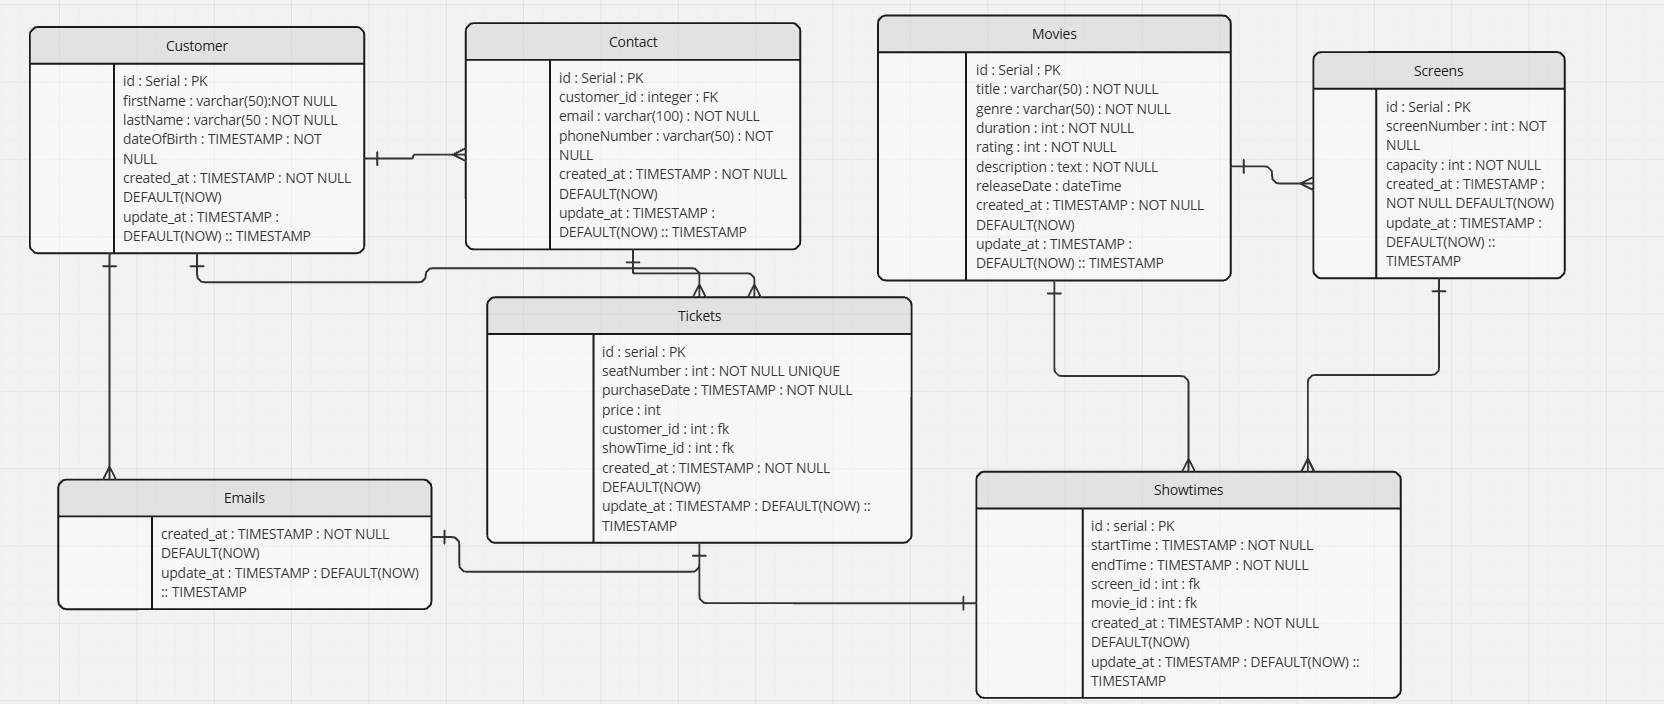 Customer
id : Serial : PK
firstName : varchar(50):NOT NULL
lastName : varchar(50 : NOT NULL
dateOfBirth : TIMESTAMP : NOT
NULL
created_at : TIMESTAMP : NOT NULL
DEFAULT(NOW)
update_at : TIMESTAMP :
DEFAULT(NOW) :: TIMESTAMP
Contact
id : Serial : PK
customer_id : integer : FK
email : varchar(100) : NOT NULL
phoneNumber : varchar(50) : NOT
NULL
created_at : TIMESTAMP : NOT NULL
DEFAULT(NOW)
update_at : TIMESTAMP :
DEFAULT(NOW) :: TIMESTAMP
Movies
id : Serial : PK
title : varchar(50) : NOT NULL
genre : varchar(50) : NOT NULL
duration : int : NOT NULL
rating : int : NOT NULL
description : text : NOT NULL
releaseDate : dateTime
created_at : TIMESTAMP : NOT NULL
DEFAULT(NOW)
update_at : TIMESTAMP :
DEFAULT(NOW) :: TIMESTAMP
Screens
id : Serial : PK
screenNumber : int : NOT
NULL
capacity : int : NOT NULL
created_at : TIMESTAMP :
NOT NULL DEFAULT(NOW)
update_at : TIMESTAMP :
DEFAULT(NOW) ::
TIMESTAMP
Tickets
id : serial : PK
seatNumber : int : NOT NULL UNIQUE
purchaseDate : TIMESTAMP : NOT NULL
price : int
customer_id : int : fk
showTime_id : int : fk
created_at : TIMESTAMP : NOT NULL
DEFAULT(NOW)
update_at : TIMESTAMP : DEFAULT(NOW) ::
TIMESTAMP
Emails
created_at : TIMESTAMP : NOT NULL
DEFAULT(NOW)
update_at : TIMESTAMP : DEFAULT(NOW)
:: TIMESTAMP
Showtimes
id : serial : PK
startTime : TIMESTAMP : NOT NULL
endTime : TIMESTAMP : NOT NULL
screen_id : int : fk
movie_id : int : fk
created_at : TIMESTAMP : NOT NULL
DEFAULT(NOW)
update_at : TIMESTAMP : DEFAULT(NOW) ::
TIMESTAMP